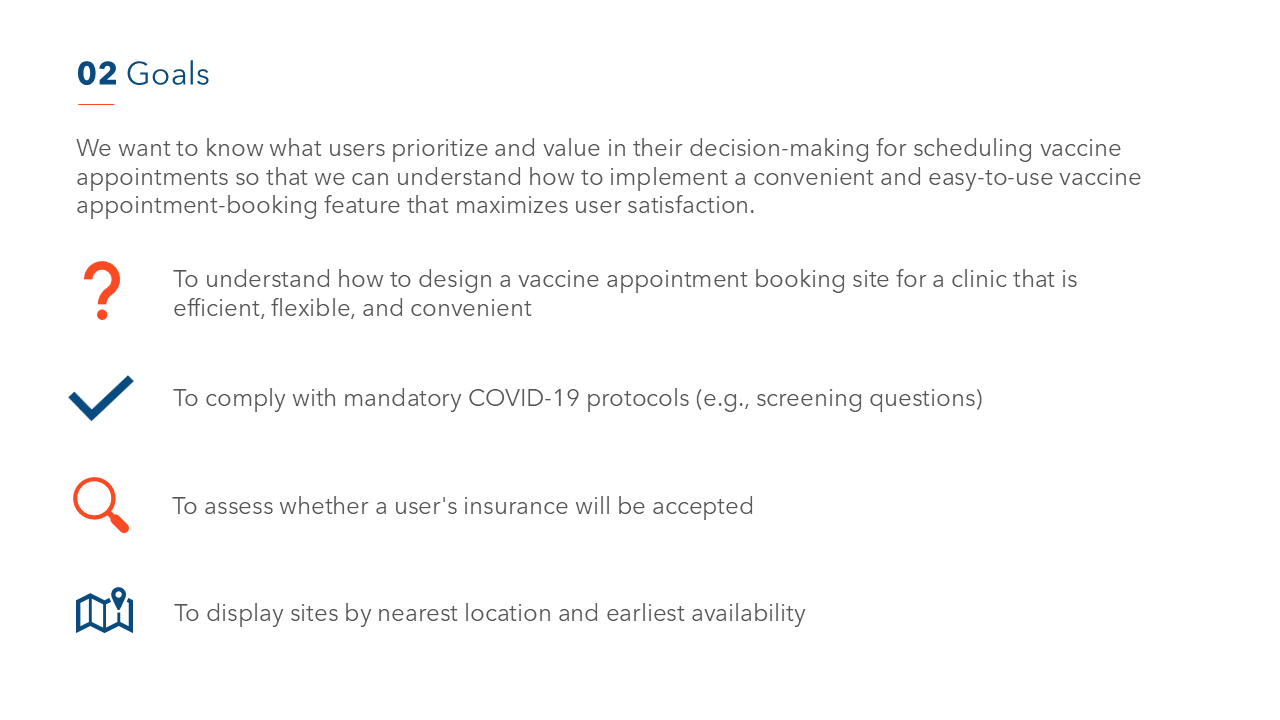 02 Goals
We want to know what users prioritize and value in their decision-making for scheduling vaccine
appointments so that we can understand how to implement a convenient and easy-to-use vaccine
appointment-booking feature that maximizes user satisfaction.
To understand how to design a vaccine appointment booking site for a clinic that is
efficient, flexible, and convenient
To comply with mandatory COVID-19 protocols (e.g., screening questions)
To assess whether a user's insurance will be accepted
To display sites by nearest location and earliest availability